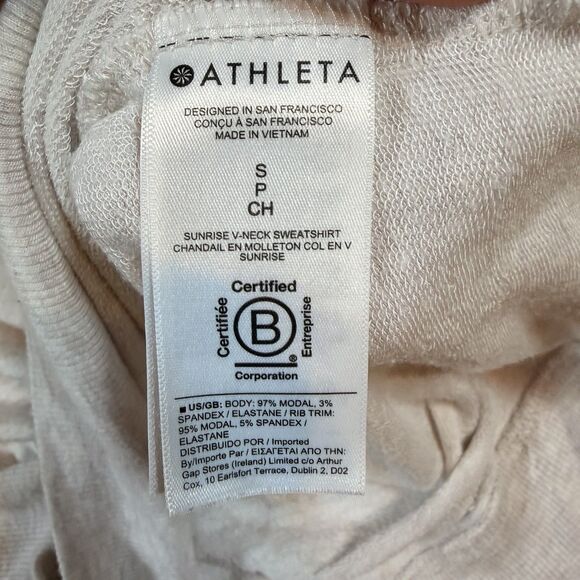 ATHLETA
DESIGNED IN SAN FRANCISCO
CONÇU À SAN FRANCISCO
MADE IN VIETNAM
S
P
CH
SUNRISE V-NECK SWEATSHIRT
CHANDAIL EN MOLLETON COL EN V
SUNRISE
Certified
Certifiée
B
®
Entreprise
Corporation
■ US/GB: BODY: 97% MODAL, 3%
SPANDEX / ELASTANE / RIB TRIM:
95% MODAL, 5% SPANDEX /
ELASTANE
DISTRIBUIDO POR / Imported
By/Importe Par / ΕΙΣΑΓΕΤΑΙ ΑΠΟ ΤΗΝ:
Gap Stores (Ireland) Limited c/o Arthur
Cox, 10 Earlsfort Terrace, Dublin 2, D02